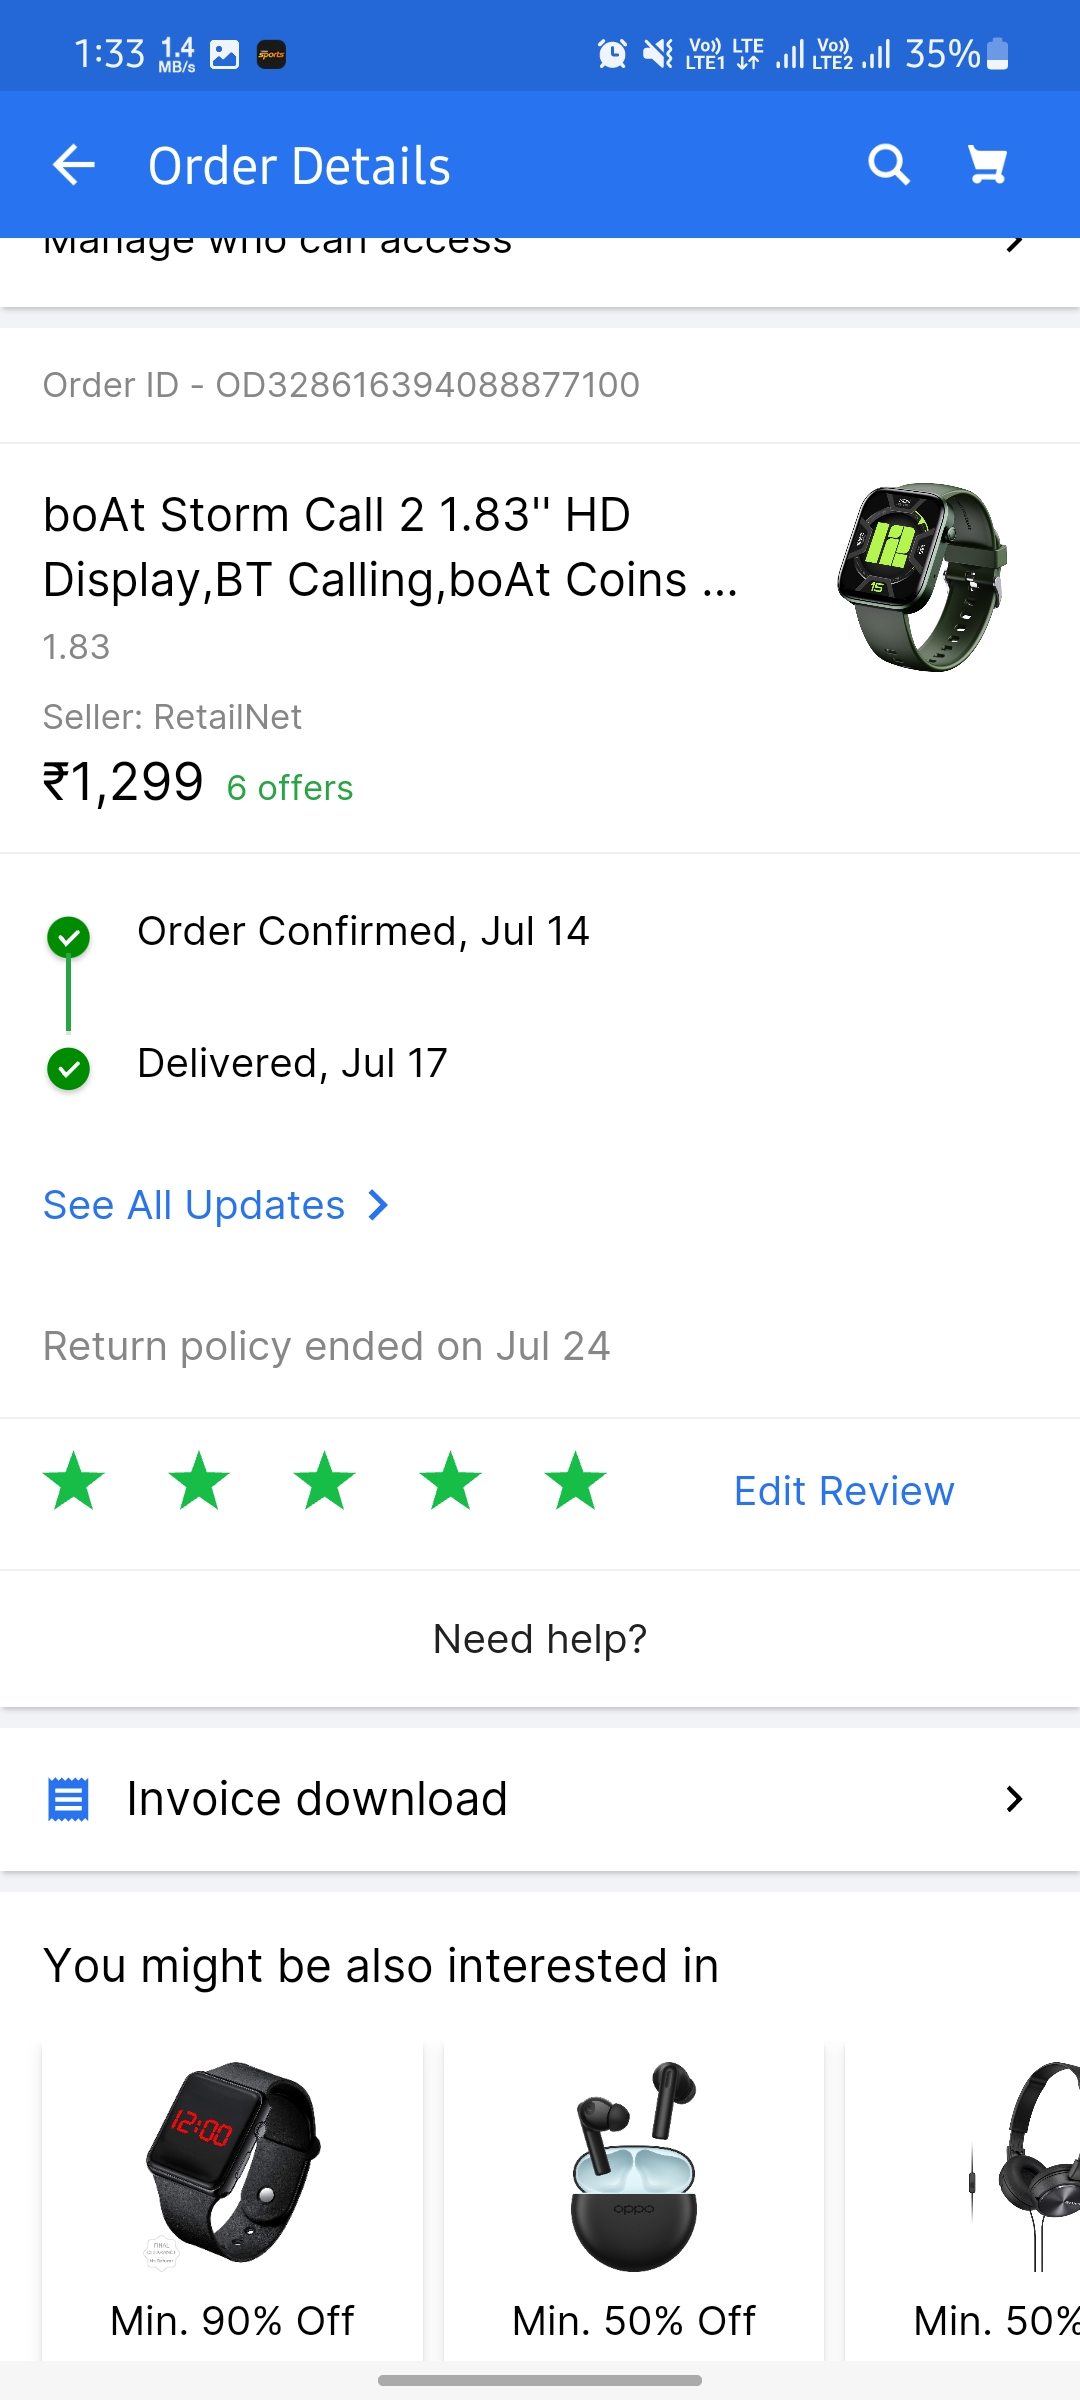 1:33 1.4 MB/s sports Vo)) LTE1 LTE Vo)) LTE2 35%
Order Details
Manage who can access
Order ID - OD328616394088877100
boAt Storm Call 2 1.83" HD
Display,BT Calling,boAt Coins ...
1.83
Seller: RetailNet
₹1,299 6 offers
12
15
Order Confirmed, Jul 14
Delivered, Jul 17
See All Updates
Return policy ended on Jul 24
Edit Review
Need help?
Invoice download
You might be also interested in
12:00
oppo
Min. 90% Off
Min. 50% Off
Min. 50%